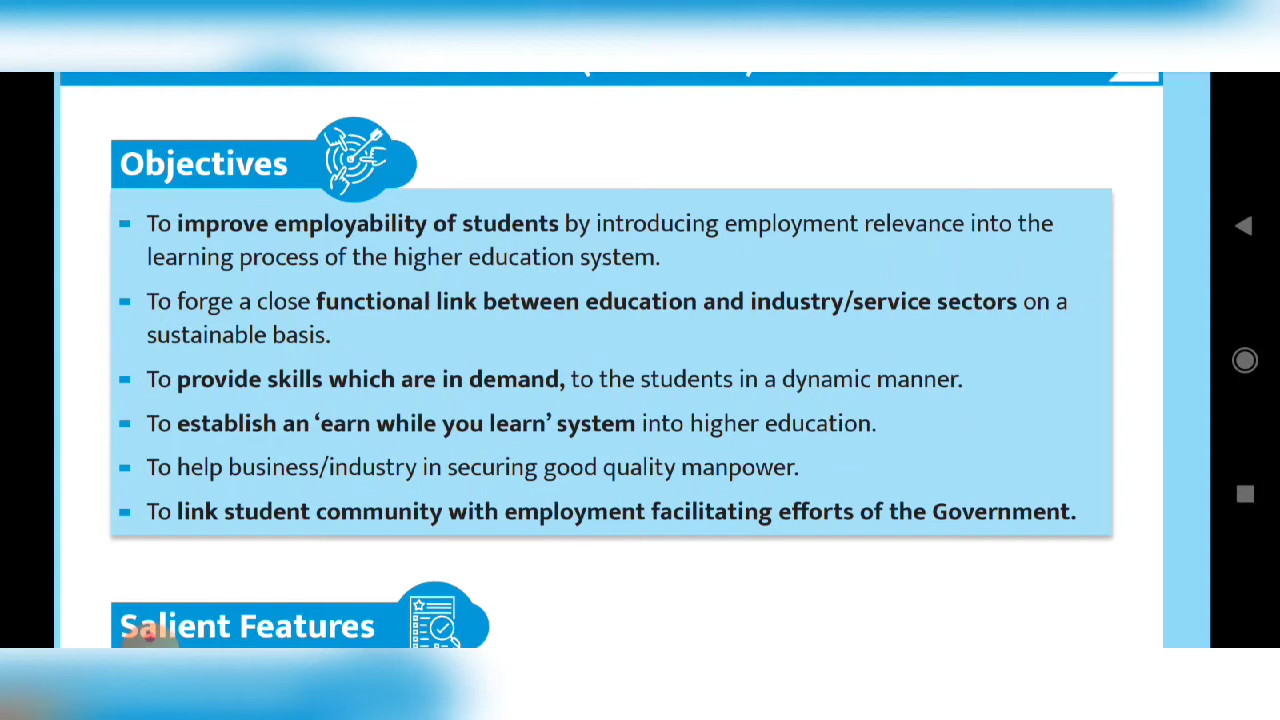 Objectives
To improve employability of students by introducing employment relevance into the
learning process of the higher education system.
To forge a close functional link between education and industry/service sectors on a
sustainable basis.
To provide skills which are in demand, to the students in a dynamic manner.
To establish an ‘earn while you learn’ system into higher education.
To help business/industry in securing good quality manpower.
To link student community with employment facilitating efforts of the Government.
Salient Features